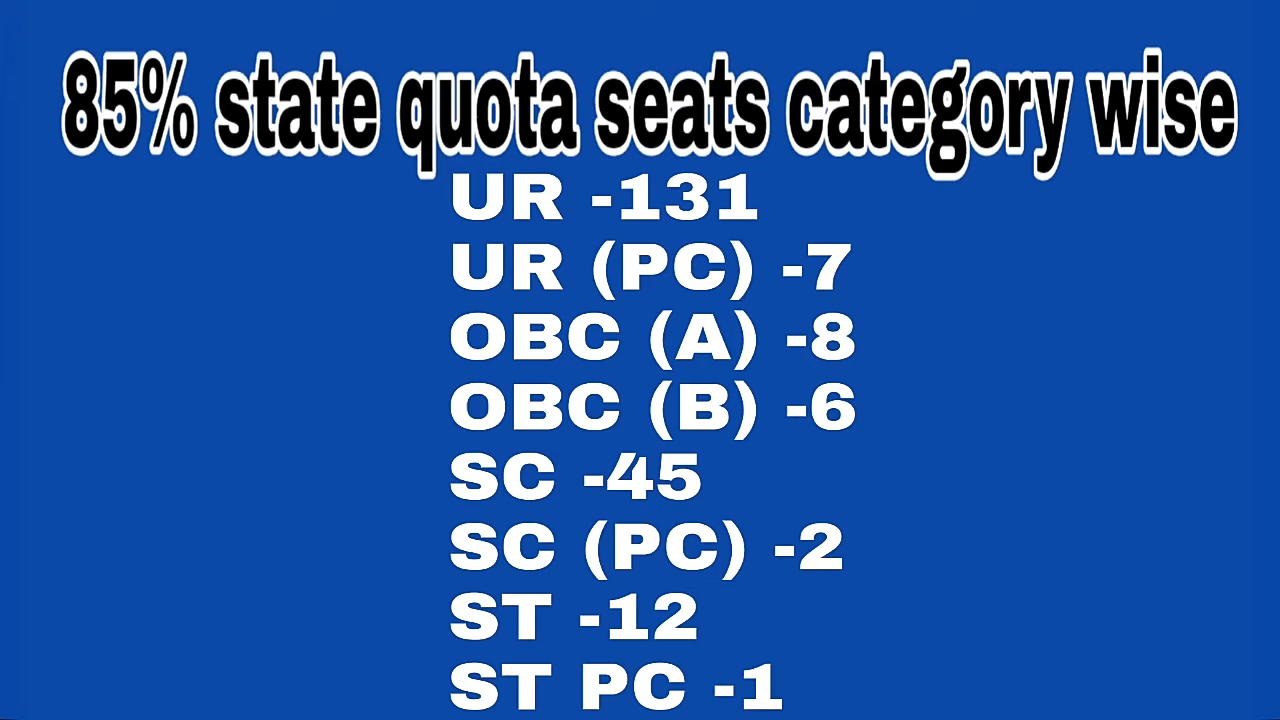 85% state quota seats category wise
UR -131
UR (PC) -7
OBC (A) -8
OBC (B) -6
SC -45
SC (PC) -2
ST -12
ST PC -1